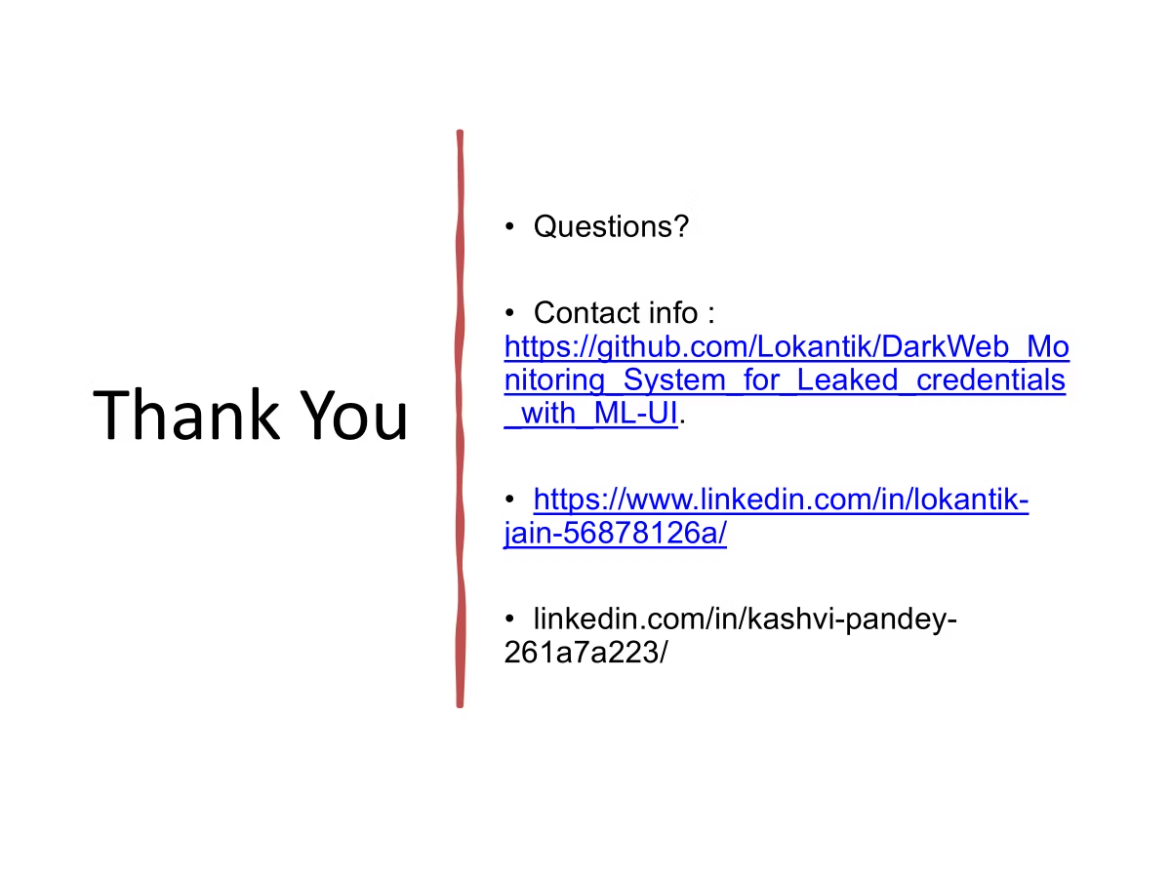 Thank You
• Questions?
• Contact info :
https://github.com/Lokantik/DarkWeb_Mo
nitoring_System_for_Leaked_credentials
_with_ML-UI.
• https://www.linkedin.com/in/lokantik-
jain-56878126a/
• linkedin.com/in/kashvi-pandey-
261a7a223/